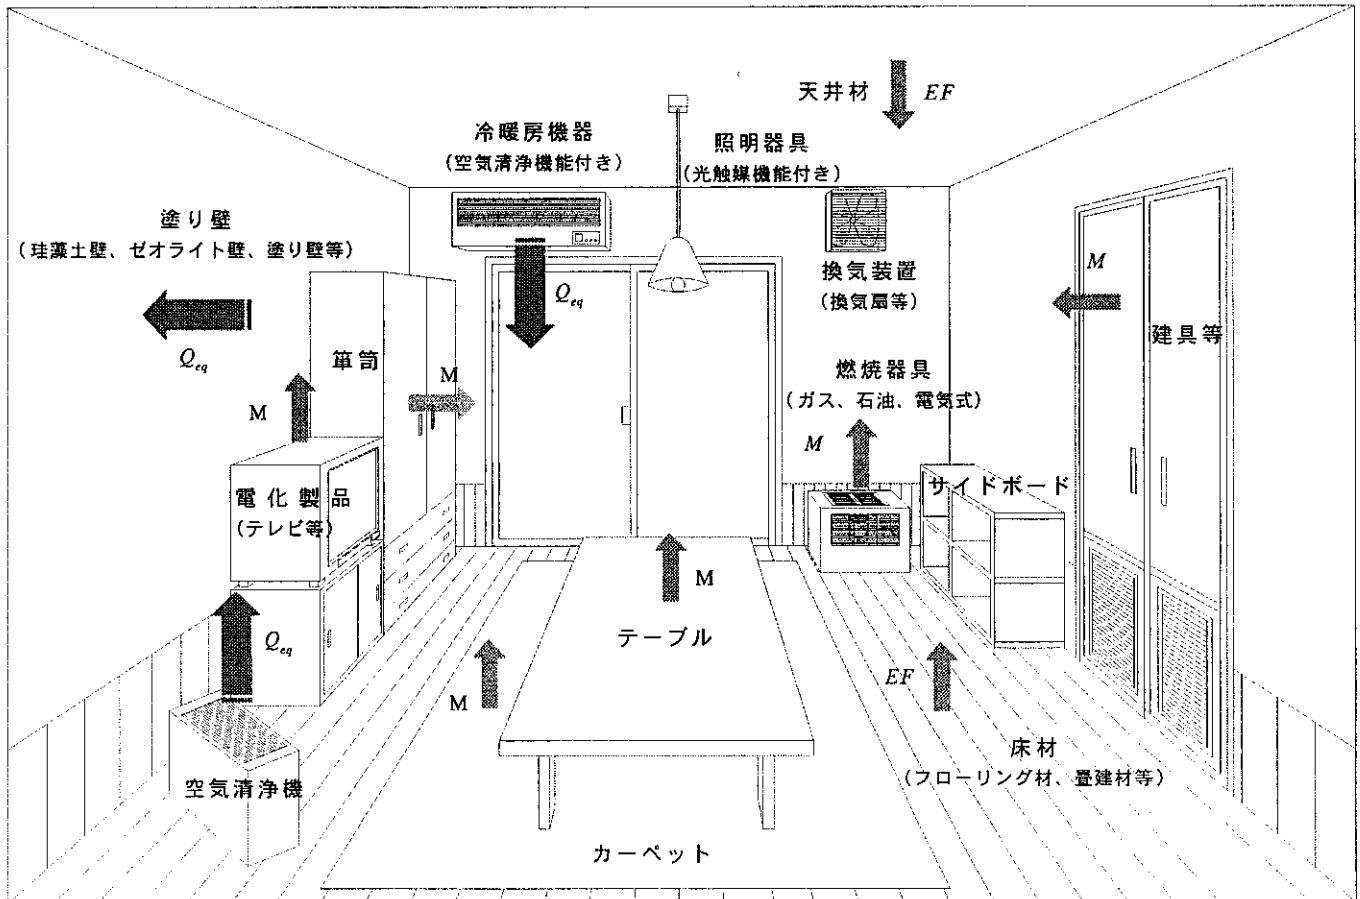 天井材
EF
冷暖房機器
(空気清浄機能付き)
照明器具
(光触媒機能付き)
塗り壁
(珪藻土壁、ゼオライト壁、塗り壁等)
Qeq
Qeq
換気装置
(換気扇等)
M
建具等
箪笥
M
M
燃焼器具
(ガス、石油、電気式)
M
電化製品
(テレビ等)
サイドボード
M
テーブル
Qeq
M
EF
床材
(フローリング材、畳建材等)
空気清浄機
カーペット